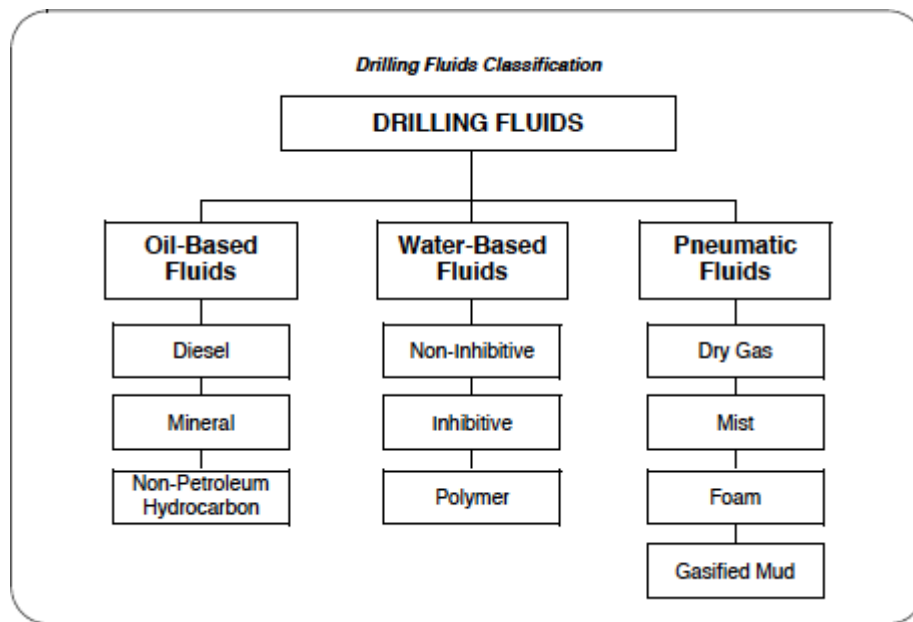 Drilling Fluids Classification
DRILLING FLUIDS
Oil-Based
Fluids
Diesel
Mineral
Non-Petroleum
Hydrocarbon
Water-Based
Fluids
Non-Inhibitive
Inhibitive
Polymer
Pneumatic
Fluids
Dry Gas
Mist
Foam
Gasified Mud